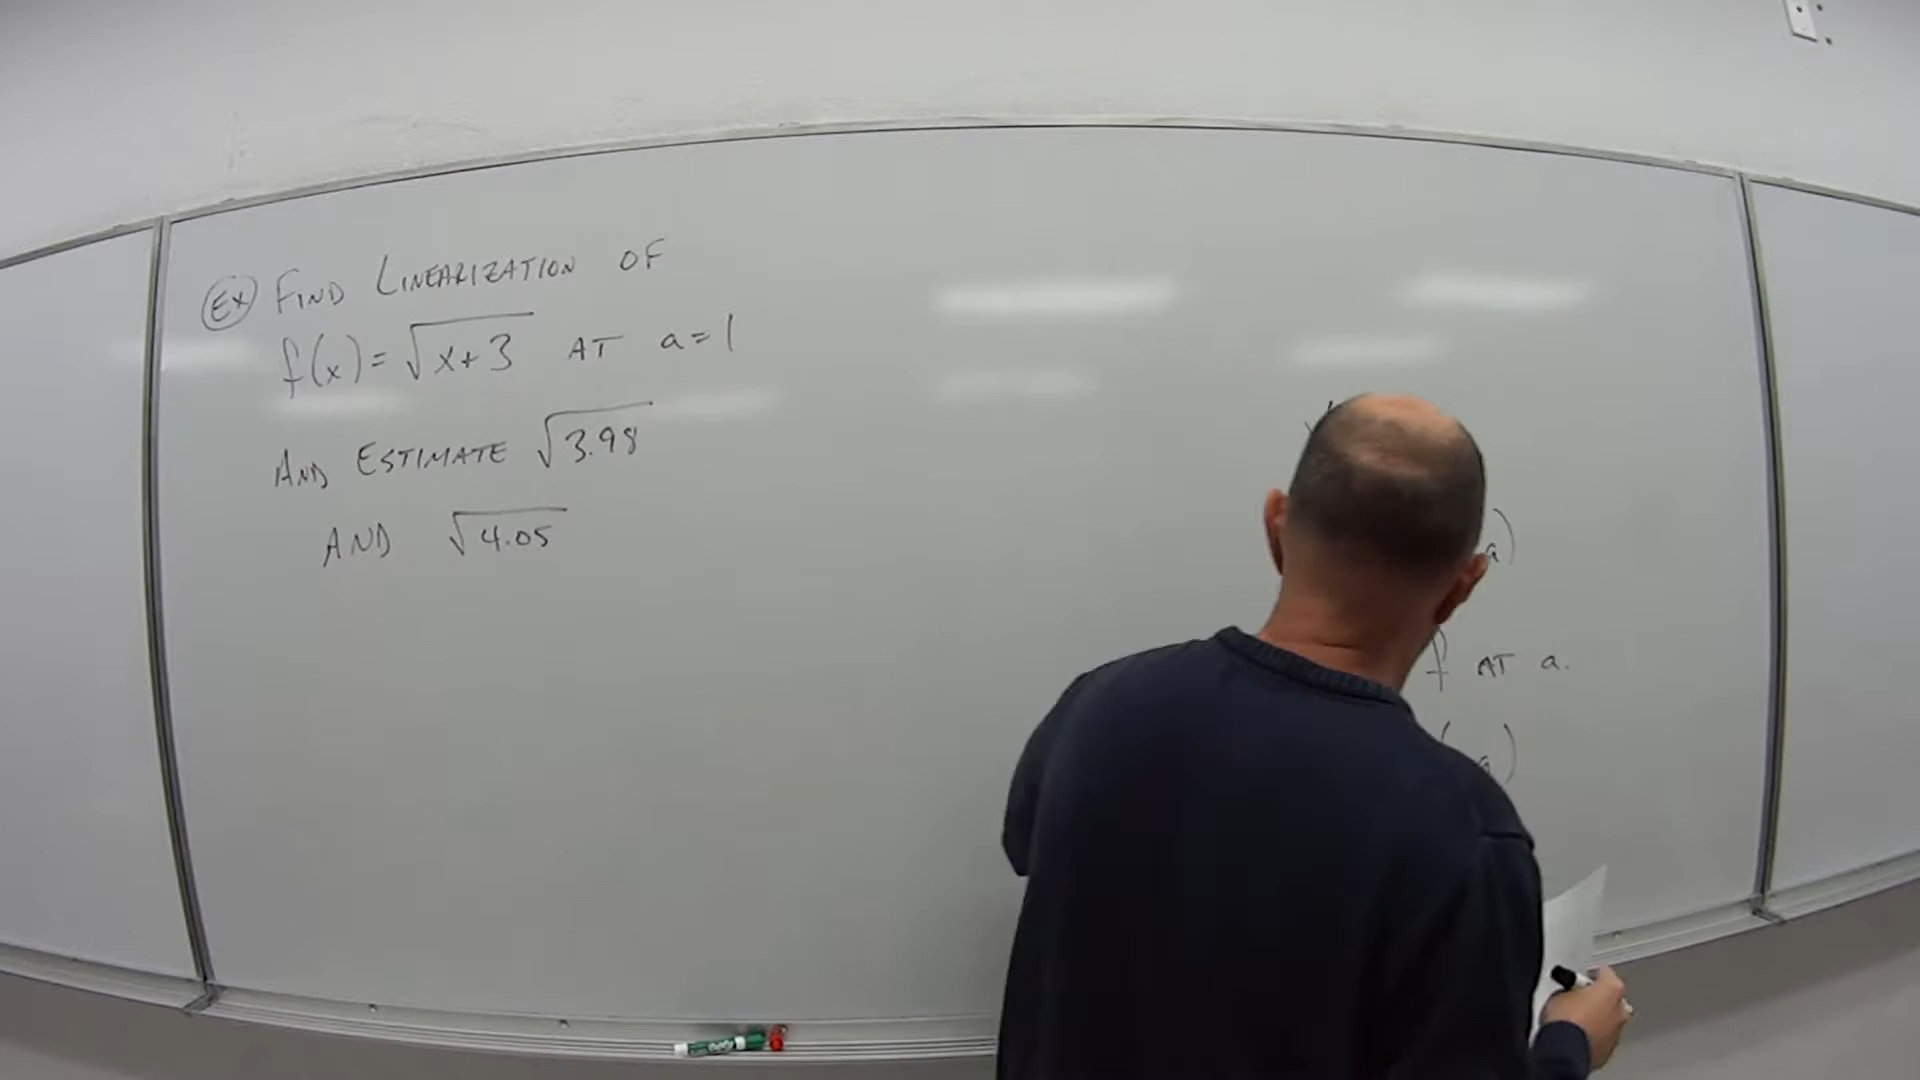 Ex FIND LINEARIZATION OF
f(x) = √x+3 AT a=1
AND ESTIMATE √3.98
AND √4.05
a)
f AT a.
( a)